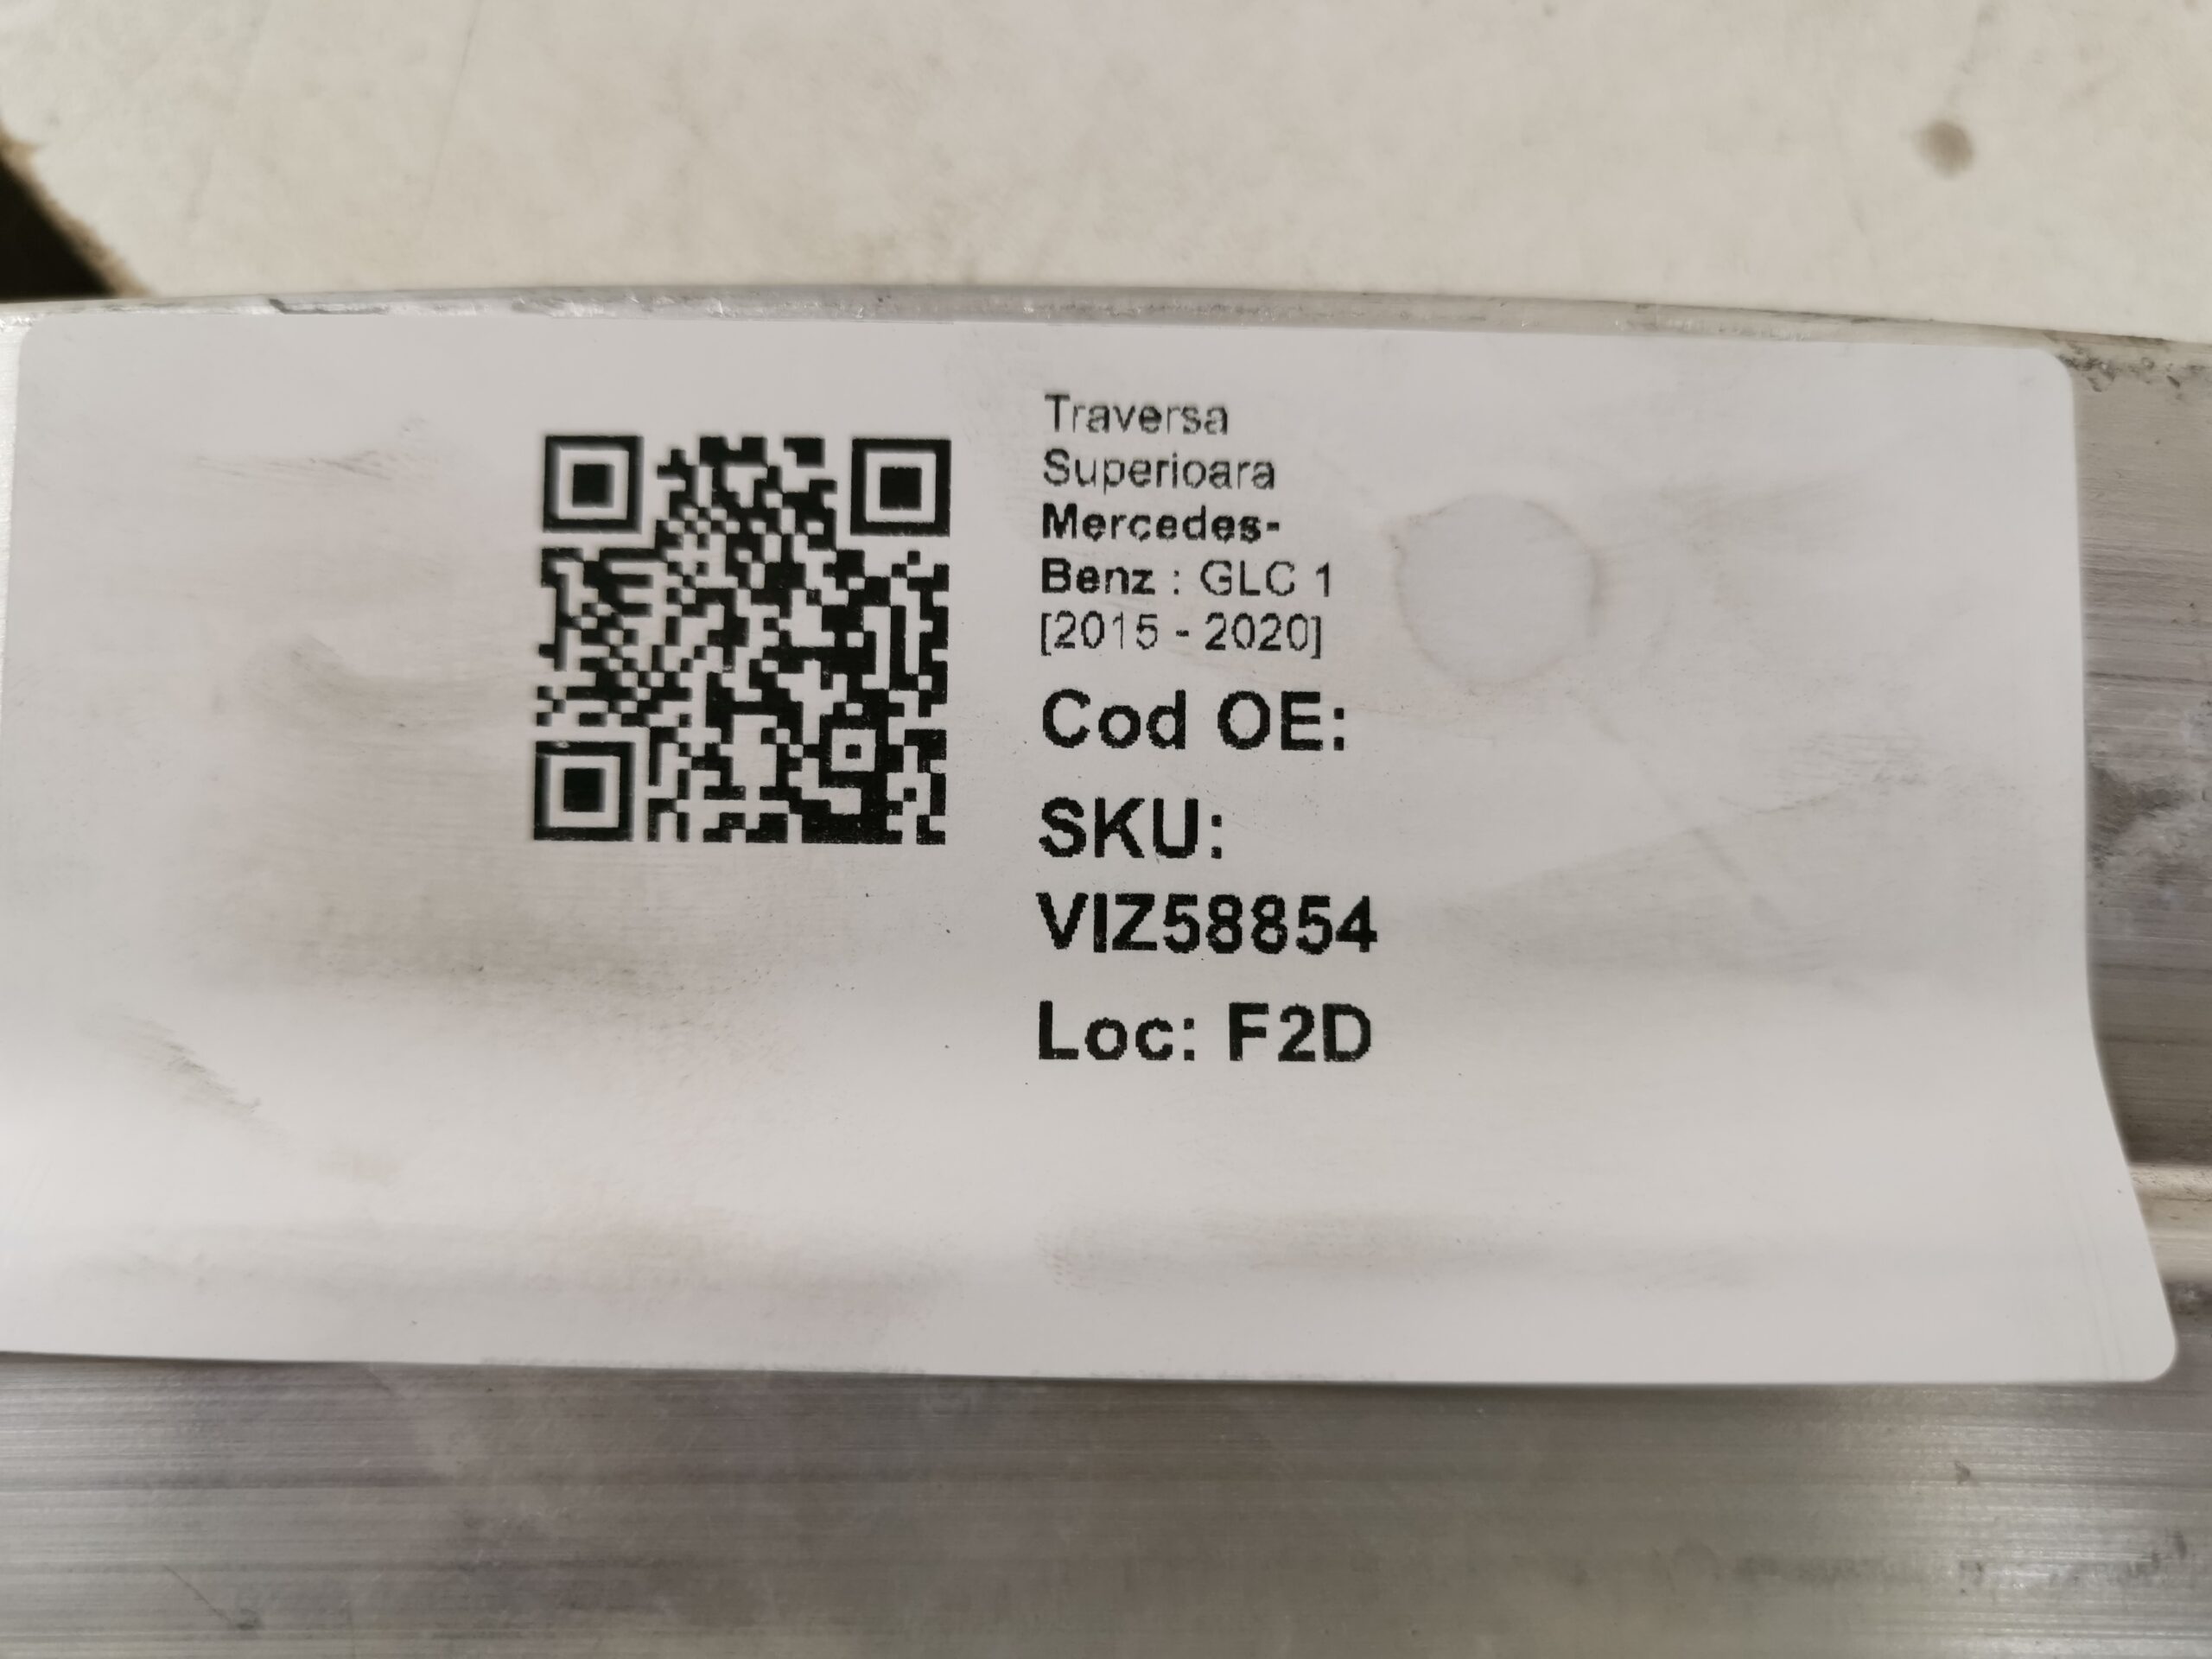 Traversa
Superioara
Mercedes-
Benz : GLC 1
[2015 - 2020]
Cod OE:
SKU:
VIZ58854
Loc: F2D